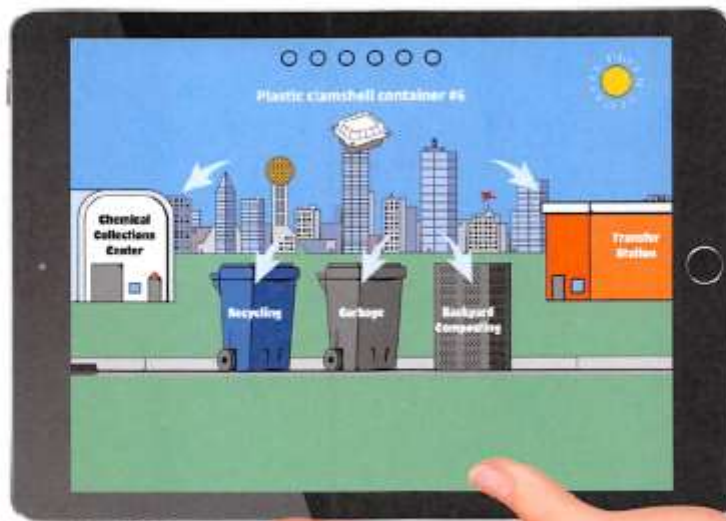 Plastic clamshell container #6
Chemical
Collections
Center
Transfer
Station
Recycling
Garbage
Backyard
Composting